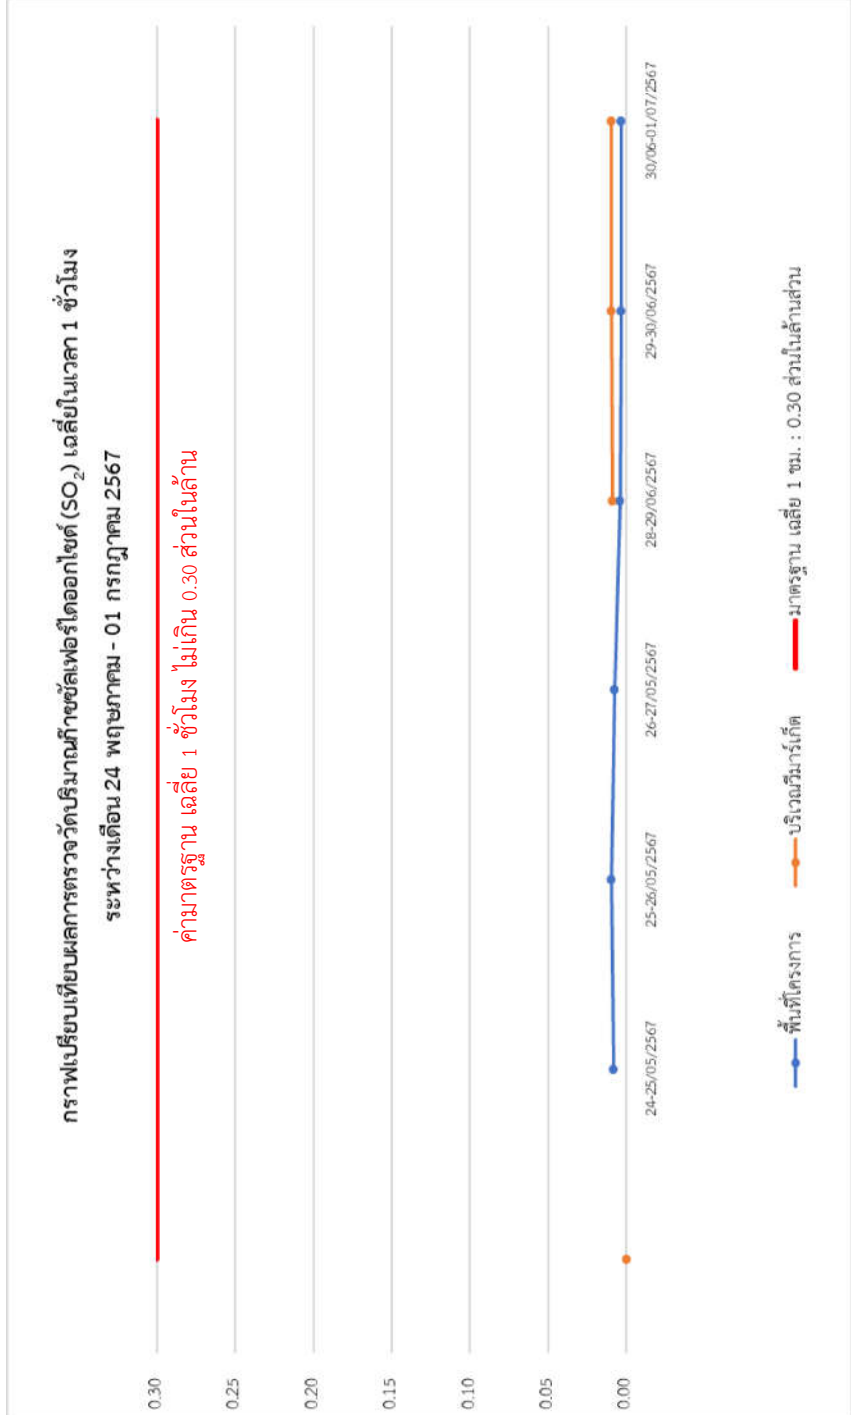 กราฟเปรียบเทียบผลการตรวจวัดปริมาณก๊าซซัลเฟอร์ไดออกไซด์ (SO₂) เฉลี่ยในเวลา 1 ชั่วโมง
ระหว่างเดือน 24 พฤษภาคม - 01 กรกฎาคม 2567
ค่ามาตรฐาน เฉลี่ย 1 ชั่วโมง ไม่เกิน 0.30 ส่วนในล้าน
0.30
0.25
0.20
0.15
0.10
0.05
0.00
24-25/05/2567
25-26/05/2567
26-27/05/2567
28-29/06/2567
29-30/06/2567
30/06-01/07/2567
พื้นที่โครงการ
บริเวณวีมาร์เก็ต
มาตรฐาน เฉลี่ย 1 ชม. : 0.30 ส่วนในล้านส่วน